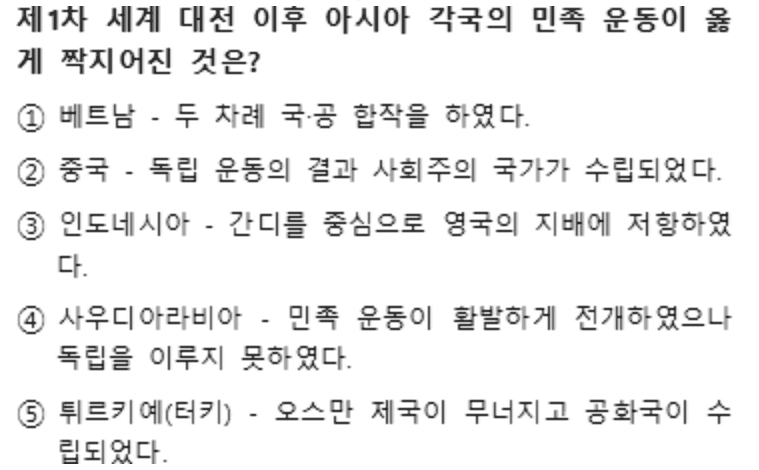 제1차 세계 대전 이후 아시아 각국의 민족 운동이 옳
게 짝지어진 것은?
① 베트남 - 두 차례 국·공 합작을 하였다.
② 중국 - 독립 운동의 결과 사회주의 국가가 수립되었다.
③ 인도네시아 - 간디를 중심으로 영국의 지배에 저항하였
다.
④ 사우디아라비아 - 민족 운동이 활발하게 전개하였으나
독립을 이루지 못하였다.
⑤ 튀르키예(터키) - 오스만 제국이 무너지고 공화국이 수
립되었다.